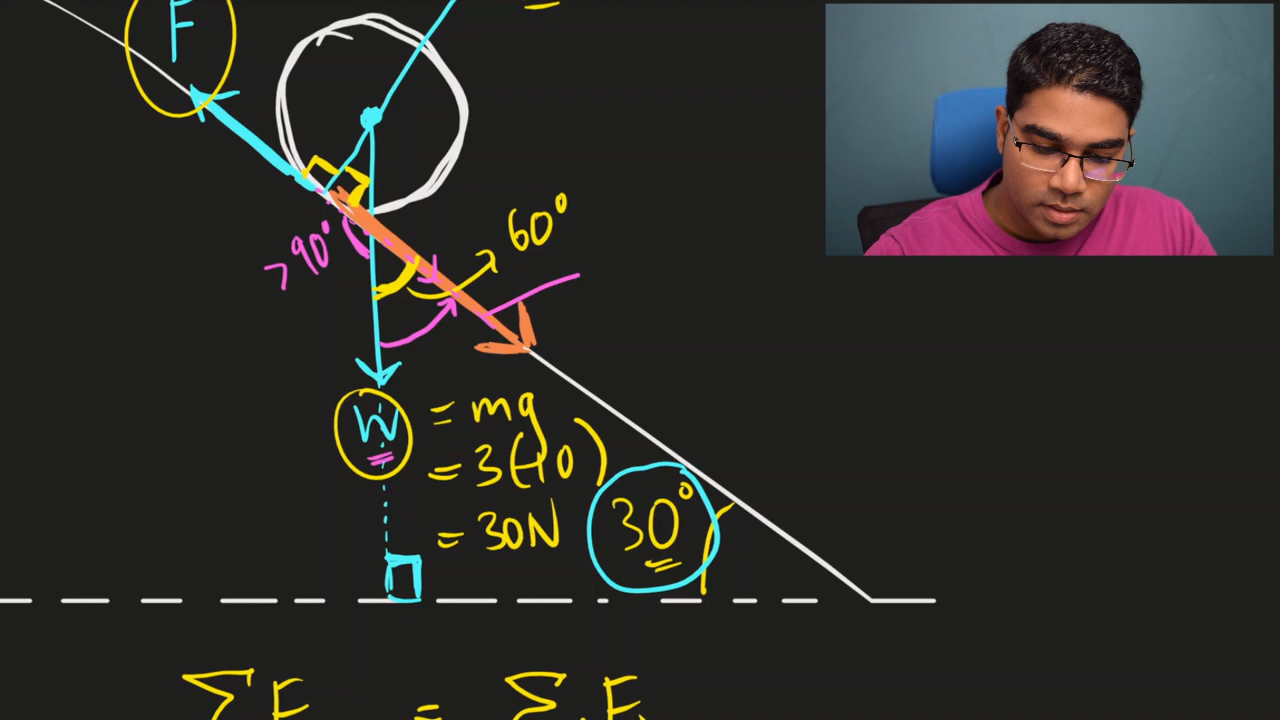 F
60°
>90°
W = mg
= 3(10)
= 30N
30°
ΣF = ΣF